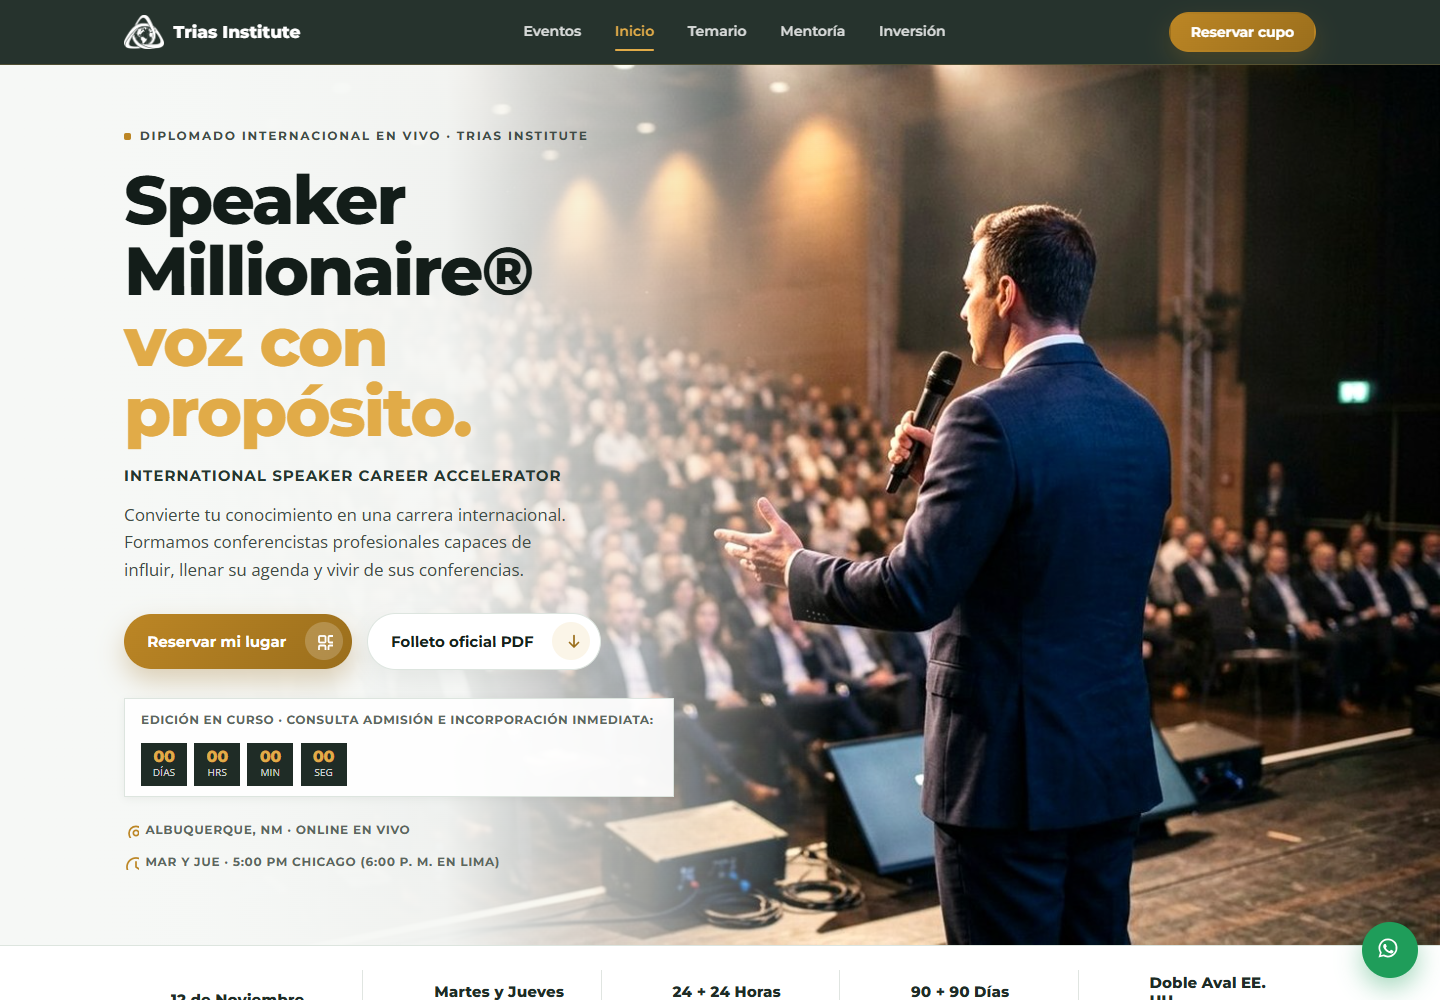 Trias Institute
Eventos
Inicio
Temario
Mentoría
Inversión
Reservar cupo
DIPLOMADO INTERNACIONAL EN VIVO · TRIAS INSTITUTE
Speaker
Millionaire®
voz con
propósito.
INTERNATIONAL SPEAKER CAREER ACCELERATOR
Convierte tu conocimiento en una carrera internacional.
Formamos conferencistas profesionales capaces de
influir, llenar su agenda y vivir de sus conferencias.
Reservar mi lugar
Folleto oficial PDF
EDICIÓN EN CURSO · CONSULTA ADMISIÓN E INCORPORACIÓN INMEDIATA:
00 00 00 00
DÍAS HRS MIN SEG
ALBUQUERQUE, NM · ONLINE EN VIVO
MAR Y JUE · 5:00 PM CHICAGO (6:00 P. M. EN LIMA)
12 de Noviembre
Martes y Jueves
24 + 24 Horas
90 + 90 Días
Doble Aval EE.
UU.